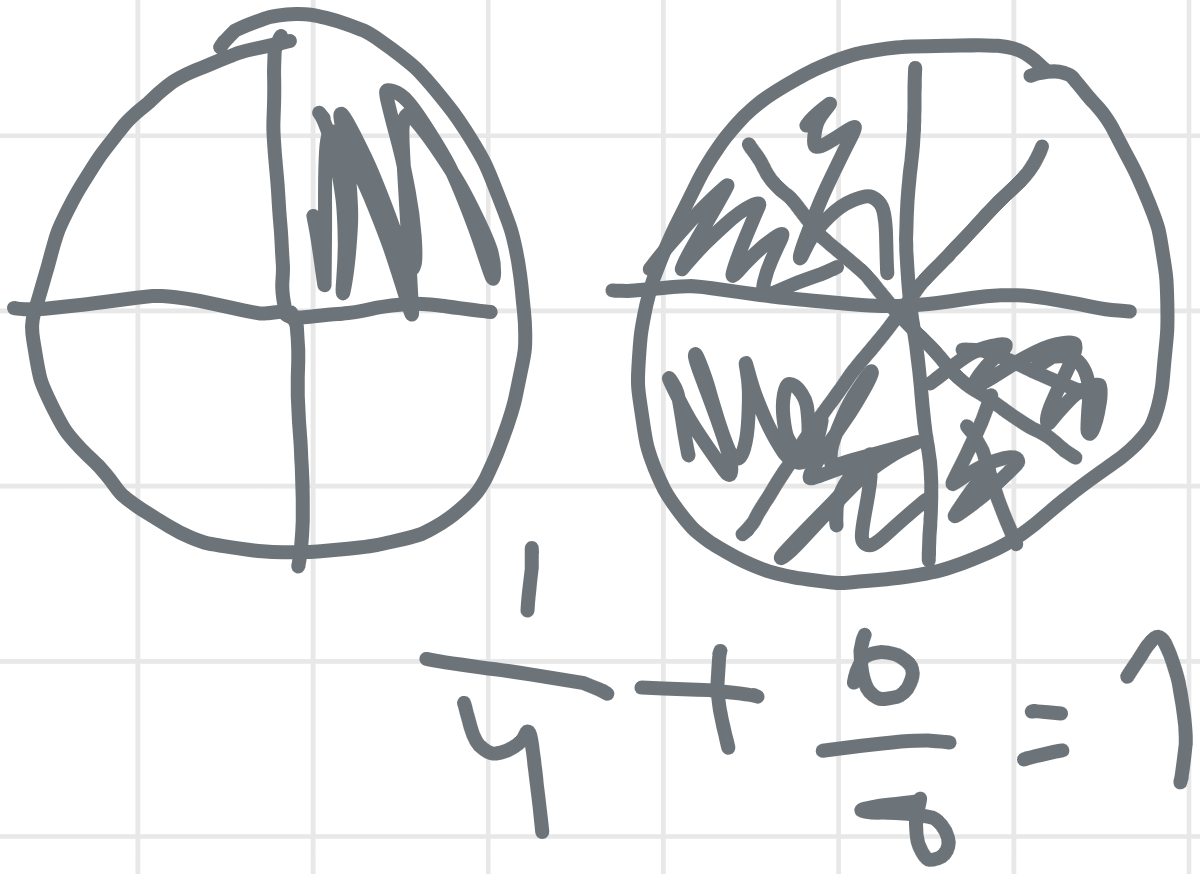 1/4 + 6/8 = 1